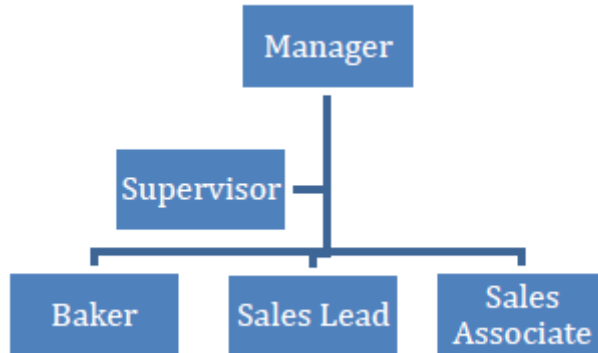 Manager
Supervisor
Baker
Sales Lead
Sales
Associate